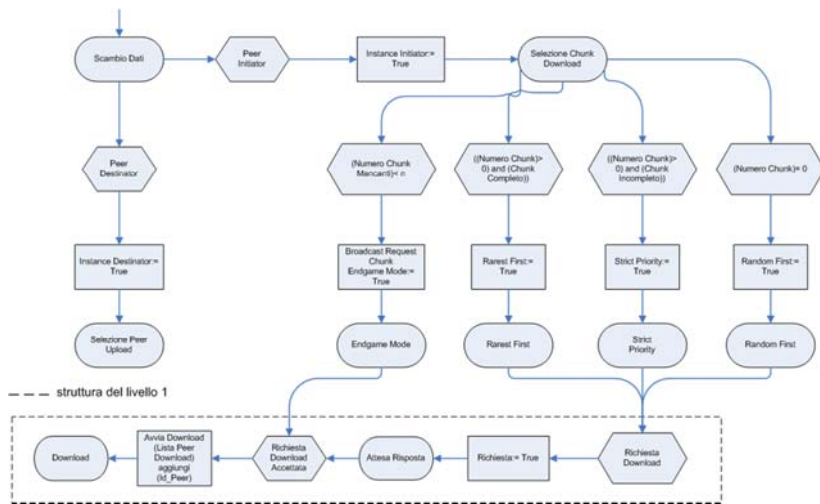 Scambio Dati
Peer
Initiator
Instance Initiator:=
True
Selezione Chunk
Download
Peer
Destinator
(Numero Chunk
Mancanti)< n
((Numero Chunk)>
0) and (Chunk
Completo))
((Numero Chunk)>
0) and (Chunk
Incompleto))
(Numero Chunk)= 0
Instance Destinator:=
True
Broadcast Request
Chunk
Endgame Mode:=
True
Rarest First:=
True
Strict Priority:=
True
Random First:=
True
Selezione Peer
Upload
Endgame Mode
Rarest First
Strict
Priority
Random First
struttura del livello 1
Download
Avvia Download
(Lista Peer
Download)
aggiungi
(Id_Peer)
Richiesta
Download
Accettata
Attesa Risposta
Richiesta:= True
Richiesta
Download